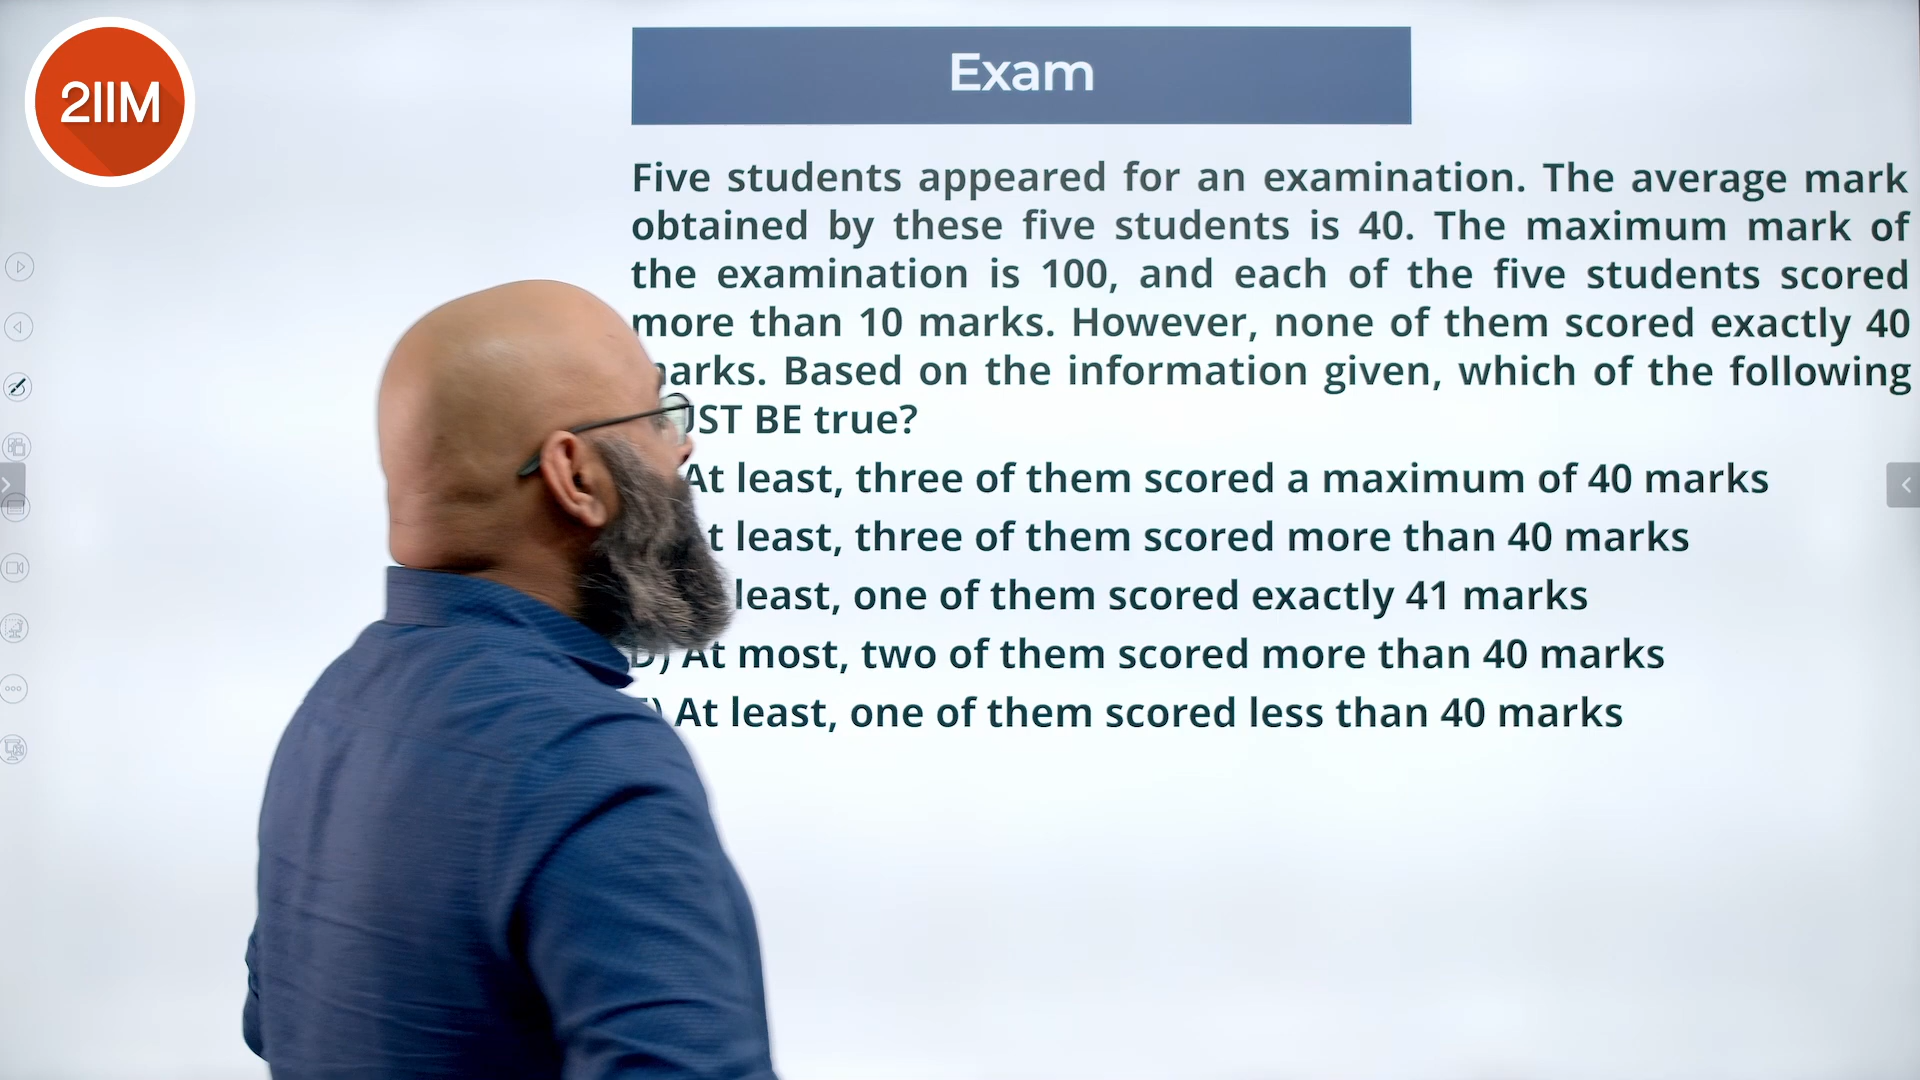 2IIM
Exam
Five students appeared for an examination. The average mark
obtained by these five students is 40. The maximum mark of
the examination is 100, and each of the five students scored
more than 10 marks. However, none of them scored exactly 40
marks. Based on the information given, which of the following
UST BE true?
At least, three of them scored a maximum of 40 marks
t least, three of them scored more than 40 marks
least, one of them scored exactly 41 marks
D) At most, two of them scored more than 40 marks
) At least, one of them scored less than 40 marks